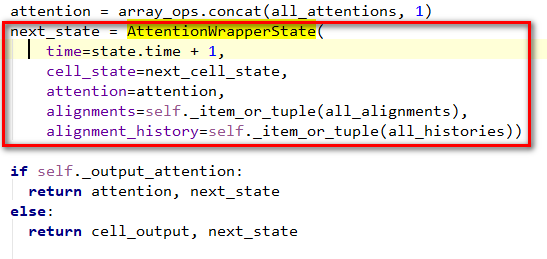 attention = array_ops.concat(all_attentions, 1)
next_state = AttentionWrapperState(
    time=state.time + 1,
    cell_state=next_cell_state,
    attention=attention,
    alignments=self._item_or_tuple(all_alignments),
    alignment_history=self._item_or_tuple(all_histories))
if self._output_attention:
  return attention, next_state
else:
  return cell_output, next_state